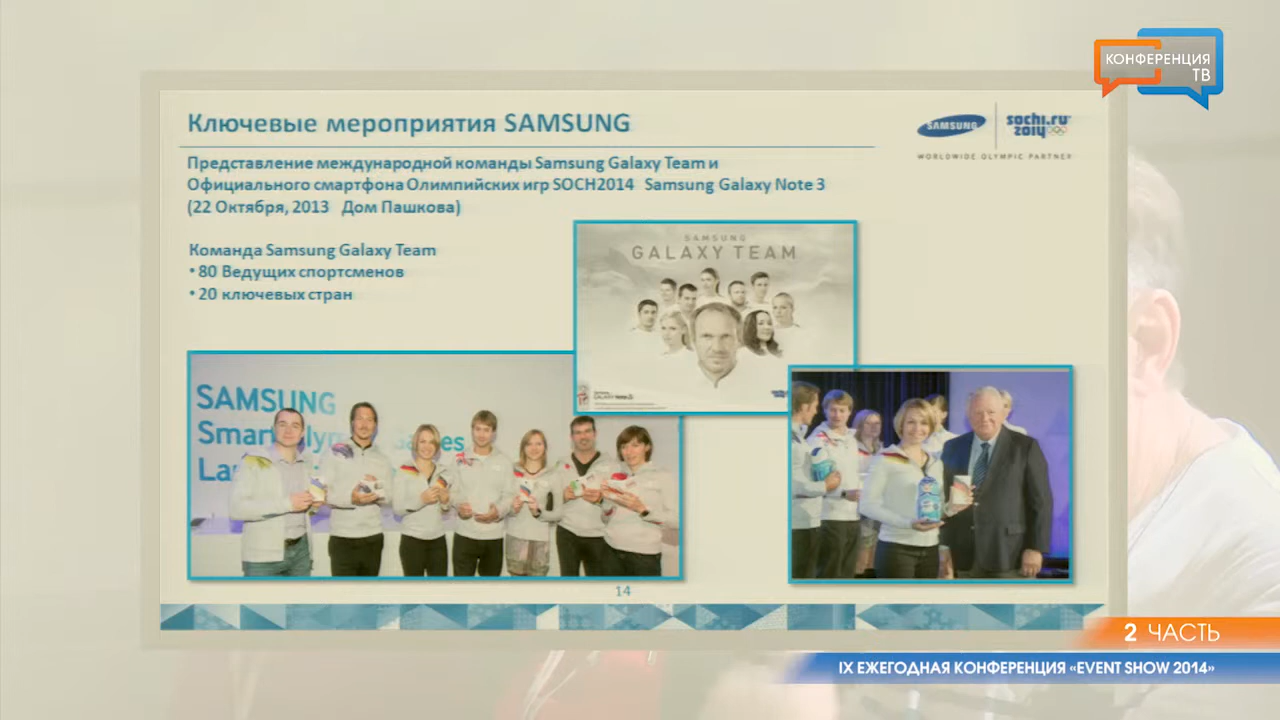 КОНФЕРЕНЦИЯ
ТВ
Ключевые мероприятия SAMSUNG
SAMSUNG
sochi.ru
2014
WORLDWIDE OLYMPIC PARTNER
Представление международной команды Samsung Galaxy Team и
Официального смартфона Олимпийских игр SOCH2014 Samsung Galaxy Note 3
(22 Октября, 2013 Дом Пашкова)
Команда Samsung Galaxy Team
• 80 Ведущих спортсменов
• 20 ключевых стран
SAMSUNG
GALAXY TEAM
SAMSUNG
14
2 ЧАСТЬ
IX ЕЖЕГОДНАЯ КОНФЕРЕНЦИЯ «EVENT SHOW 2014»